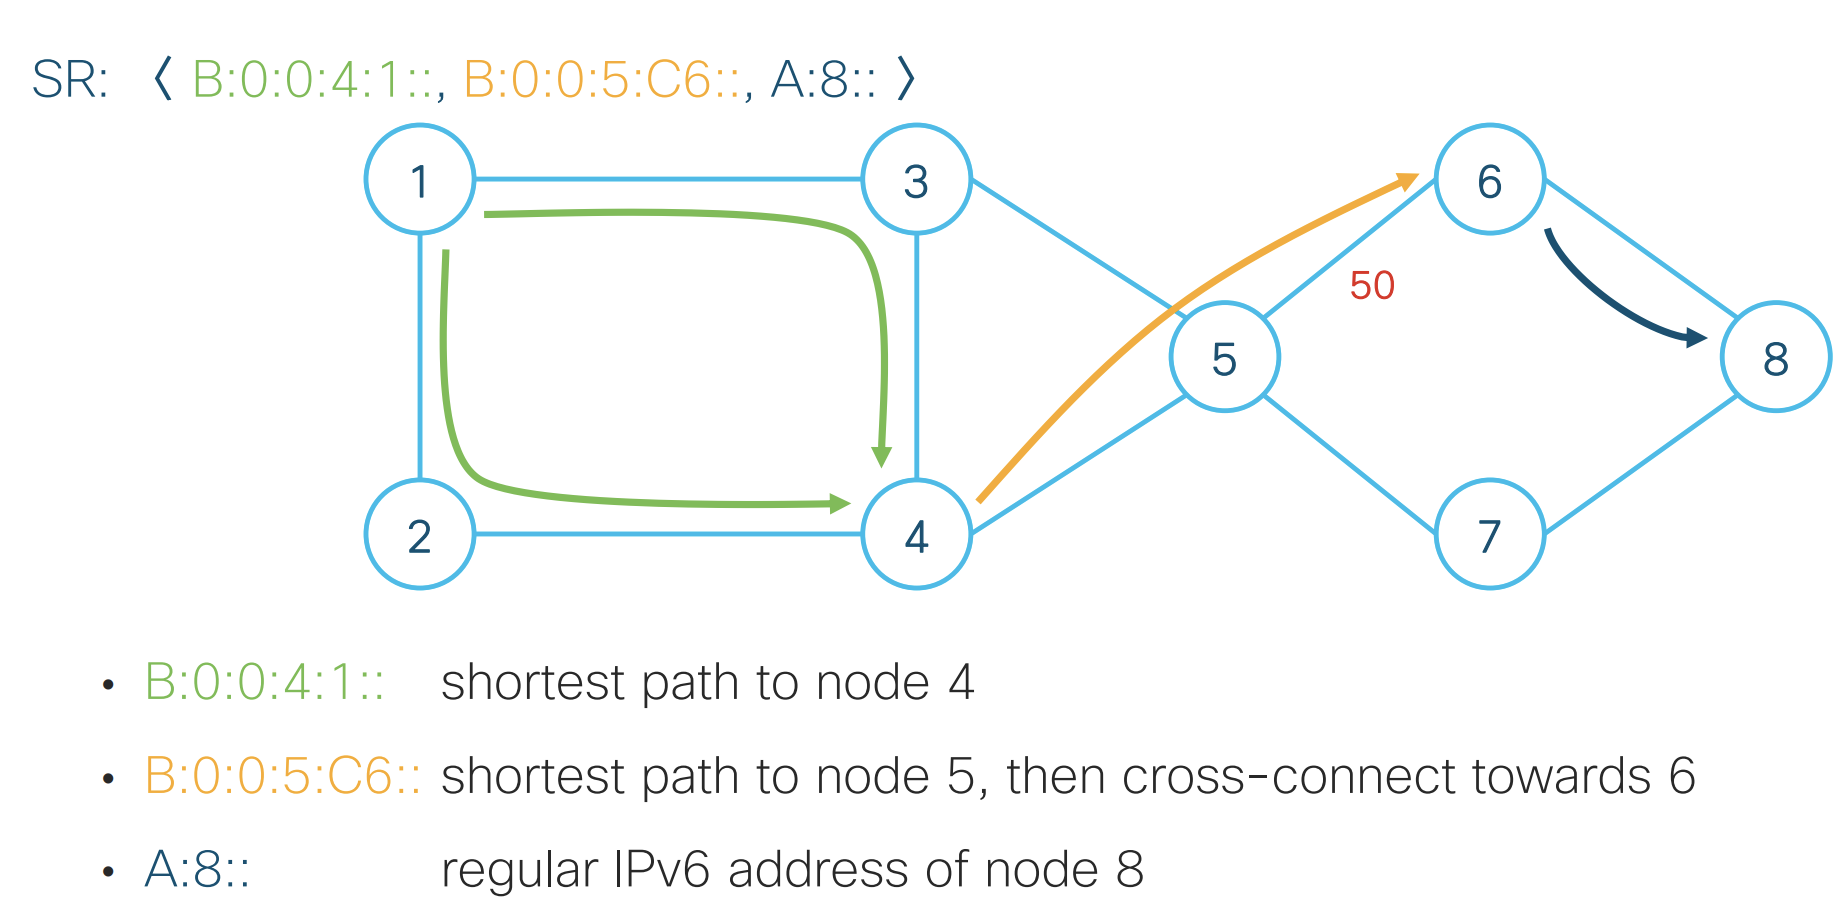 SR: 〈 B:0:0:4:1::, B:0:0:5:C6::, A:8:: 〉
1
3
6
50
5
8
2
4
7
• B:0:0:4:1:: shortest path to node 4
• B:0:0:5:C6:: shortest path to node 5, then cross-connect towards 6
• A:8:: regular IPv6 address of node 8